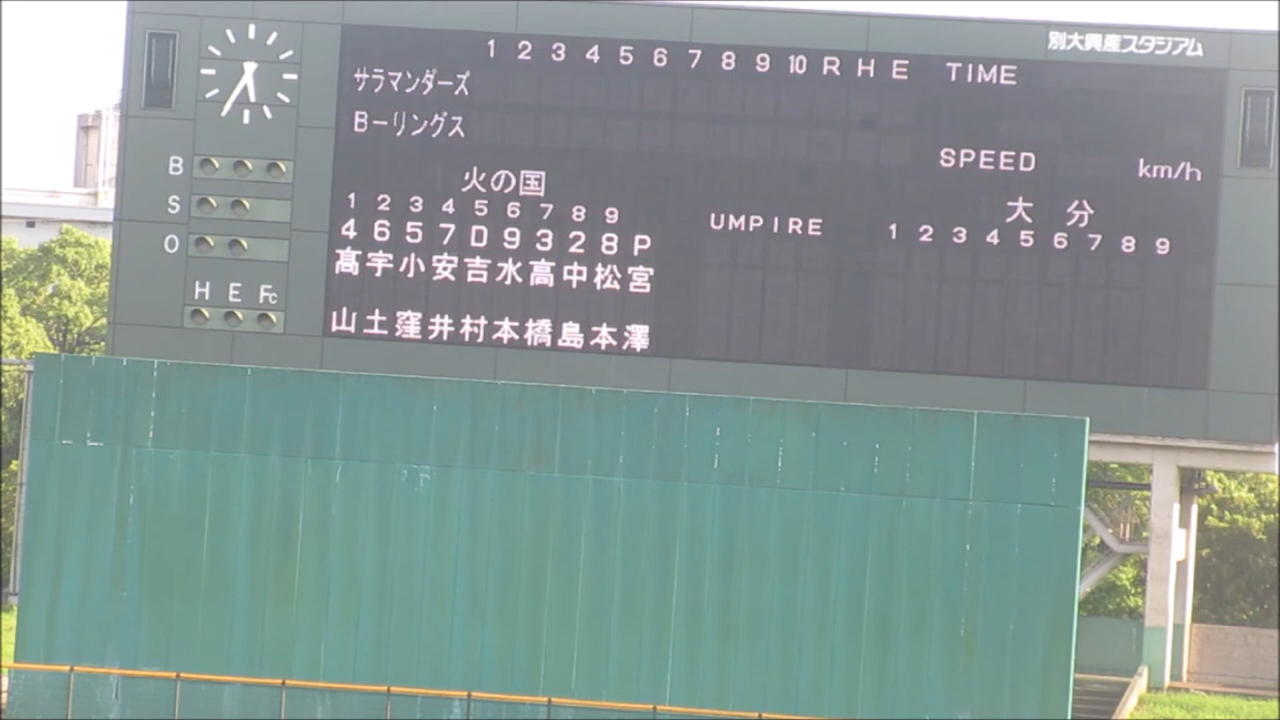 別大興産スタジアム
1 2 3 4 5 6 7 8 9 10 R H E TIME
サラマンダーズ
B-リングス
B
S
O
H E Fc
SPEED km/h
火の国
1 2 3 4 5 6 7 8 9
4 6 5 7 D 9 3 2 8 P
髙宇小安吉水高中松宮
山土窪井村本橋島本澤
UMPIRE
大 分
1 2 3 4 5 6 7 8 9